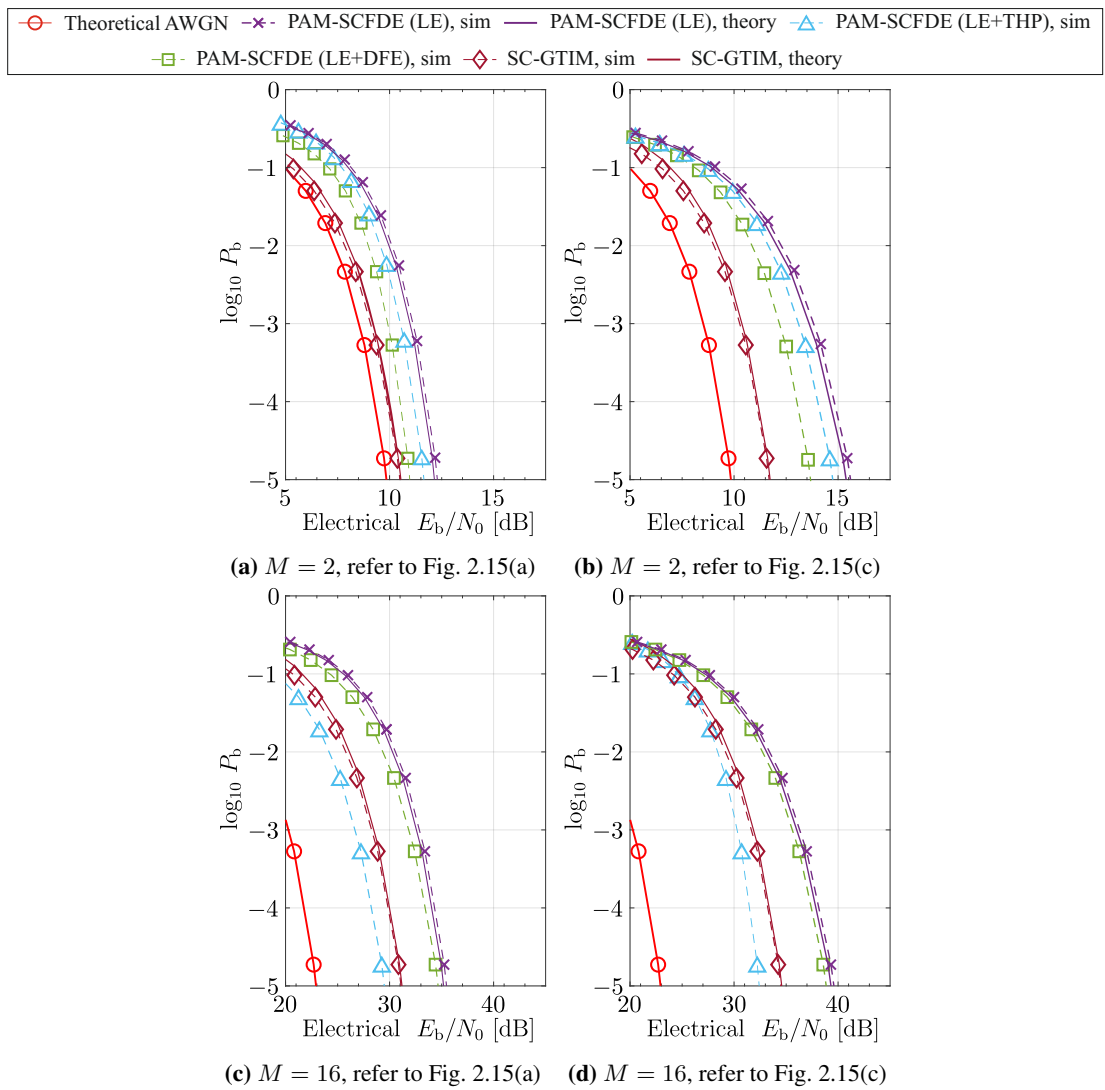 Theoretical AWGN PAM-SCFDE (LE), sim PAM-SCFDE (LE), theory PAM-SCFDE (LE+THP), sim
PAM-SCFDE (LE+DFE), sim SC-GTIM, sim SC-GTIM, theory
0
−1
−2
−3
−4
−5
log10 Pb
5 10 15
Electrical Eb/N0 [dB]
(a) M = 2, refer to Fig. 2.15(a)
0
−1
−2
−3
−4
−5
log10 Pb
5 10 15
Electrical Eb/N0 [dB]
(b) M = 2, refer to Fig. 2.15(c)
0
−1
−2
−3
−4
−5
log10 Pb
20 30 40
Electrical Eb/N0 [dB]
(c) M = 16, refer to Fig. 2.15(a)
0
−1
−2
−3
−4
−5
log10 Pb
20 30 40
Electrical Eb/N0 [dB]
(d) M = 16, refer to Fig. 2.15(c)